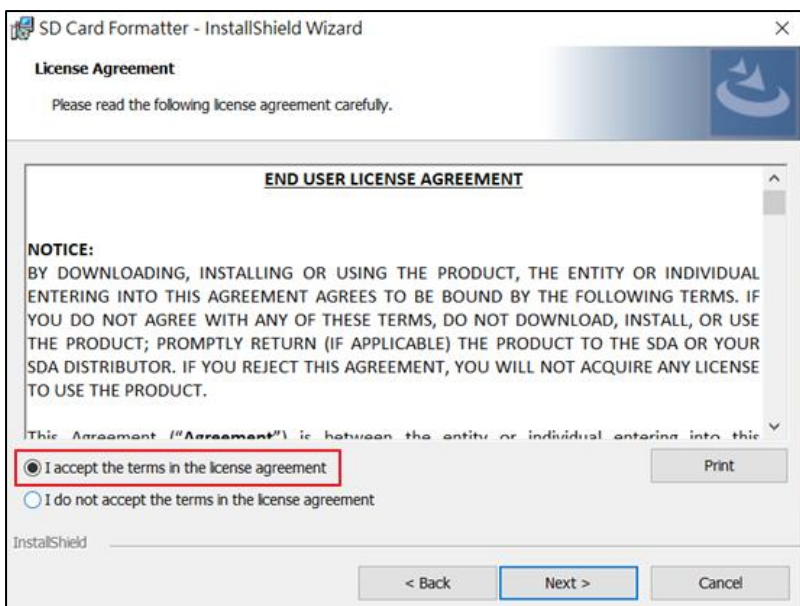 SD Card Formatter - InstallShield Wizard
License Agreement
Please read the following license agreement carefully.
END USER LICENSE AGREEMENT
NOTICE:
BY DOWNLOADING, INSTALLING OR USING THE PRODUCT, THE ENTITY OR INDIVIDUAL
ENTERING INTO THIS AGREEMENT AGREES TO BE BOUND BY THE FOLLOWING TERMS. IF
YOU DO NOT AGREE WITH ANY OF THESE TERMS, DO NOT DOWNLOAD, INSTALL, OR USE
THE PRODUCT; PROMPTLY RETURN (IF APPLICABLE) THE PRODUCT TO THE SDA OR YOUR
SDA DISTRIBUTOR. IF YOU REJECT THIS AGREEMENT, YOU WILL NOT ACQUIRE ANY LICENSE
TO USE THE PRODUCT.
This Agreement ("Agreement") is between the entity or individual entering into this
I accept the terms in the license agreement
Print
I do not accept the terms in the license agreement
InstallShield
< Back
Next >
Cancel